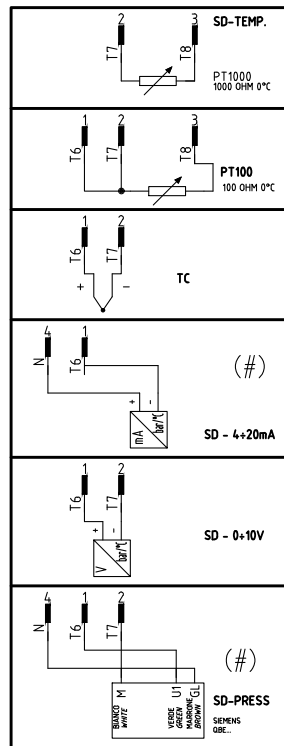 2 3 SD-TEMP.
T7 T8
PT1000
1000 OHM 0°C
1 2 3
T6 T7 T8
PT100
100 OHM 0°C
1 2
T6 T7
+ -
TC
4 1
N T6
(#)
+ -
mA bar/°C
SD - 4÷20mA
1 2
T6 T7
+ -
V bar/°C
SD - 0÷10V
4 1 2
N T6 T7
(#)
M U1 GL
BIANCO
WHITE
VERDE
GREEN
MARRONE
BROWN
SD-PRESS
SIEMENS
QBE...